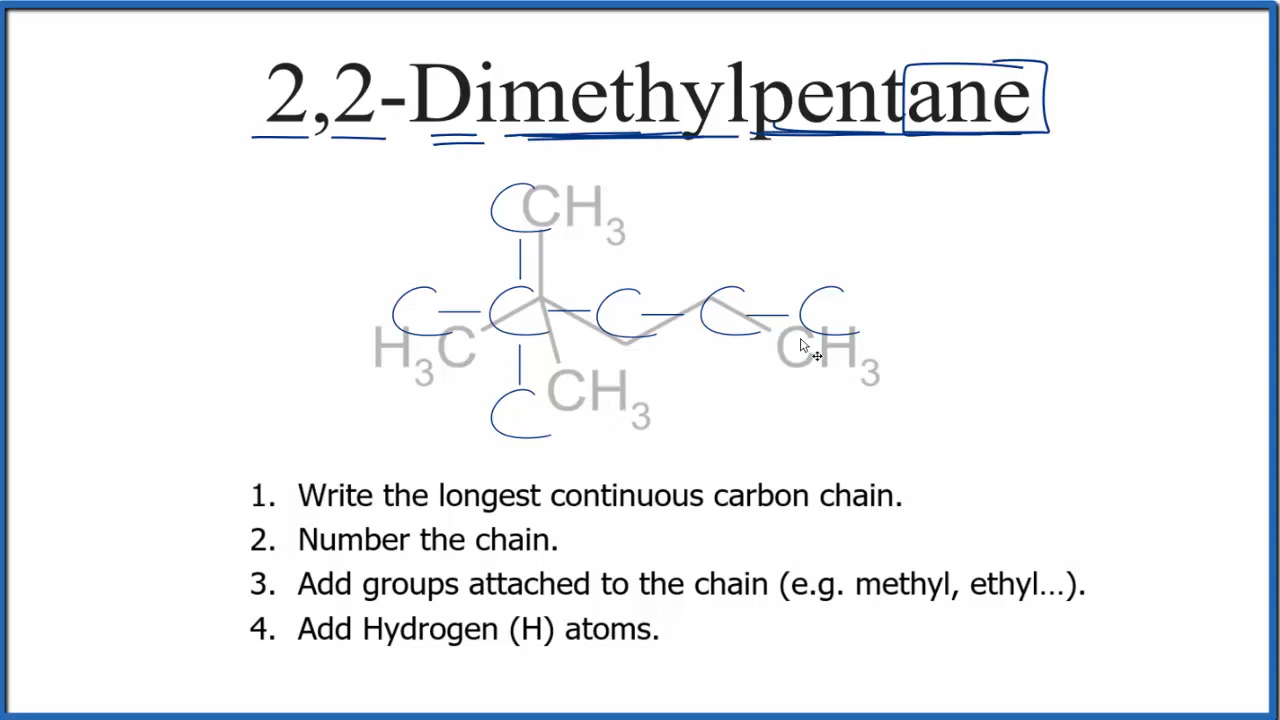 2,2-Dimethylpentane
C CH3
C C C C C
H3C CH3
C CH3
1. Write the longest continuous carbon chain.
2. Number the chain.
3. Add groups attached to the chain (e.g. methyl, ethyl…).
4. Add Hydrogen (H) atoms.